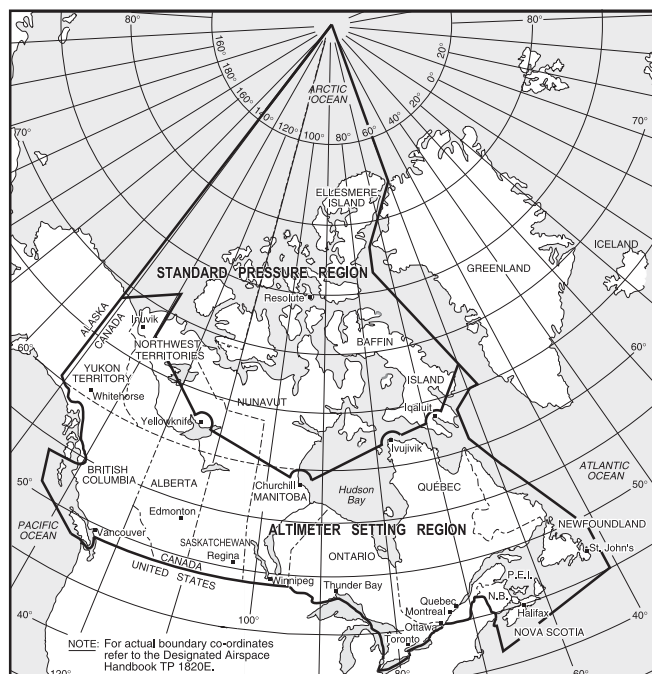 80°
80°
160°
180°
160°
140°
120°
100°
80°
60°
40°
20°
0°
20°
ARCTIC
OCEAN
70°
70°
ELLESMERE
ISLAND
ICELAND
GREENLAND
STANDARD PRESSURE REGION
Resolute
ALASKA
CANADA
Inuvik
NORTHWEST
TERRITORIES
BAFFIN
ISLAND
60°
60°
YUKON
TERRITORY
Whitehorse
NUNAVUT
Iqaluit
Yellowknife
Ivujivik
BRITISH
COLUMBIA
ALBERTA
Churchill
MANITOBA
Hudson
Bay
QUÉBEC
ATLANTIC
OCEAN
50°
50°
Edmonton
PACIFIC
OCEAN
Vancouver
SASKATCHEWAN
Regina
ALTIMETER SETTING REGION
ONTARIO
NEWFOUNDLAND
St. John's
CANADA
UNITED STATES
Winnipeg
Thunder Bay
P.E.I.
N.B.
Quebec
Montreal
Ottawa
Toronto
Halifax
NOVA SCOTIA
40°
40°
NOTE: For actual boundary co-ordinates
refer to the Designated Airspace
Handbook TP 1820E.
120°
100°
80°
60°